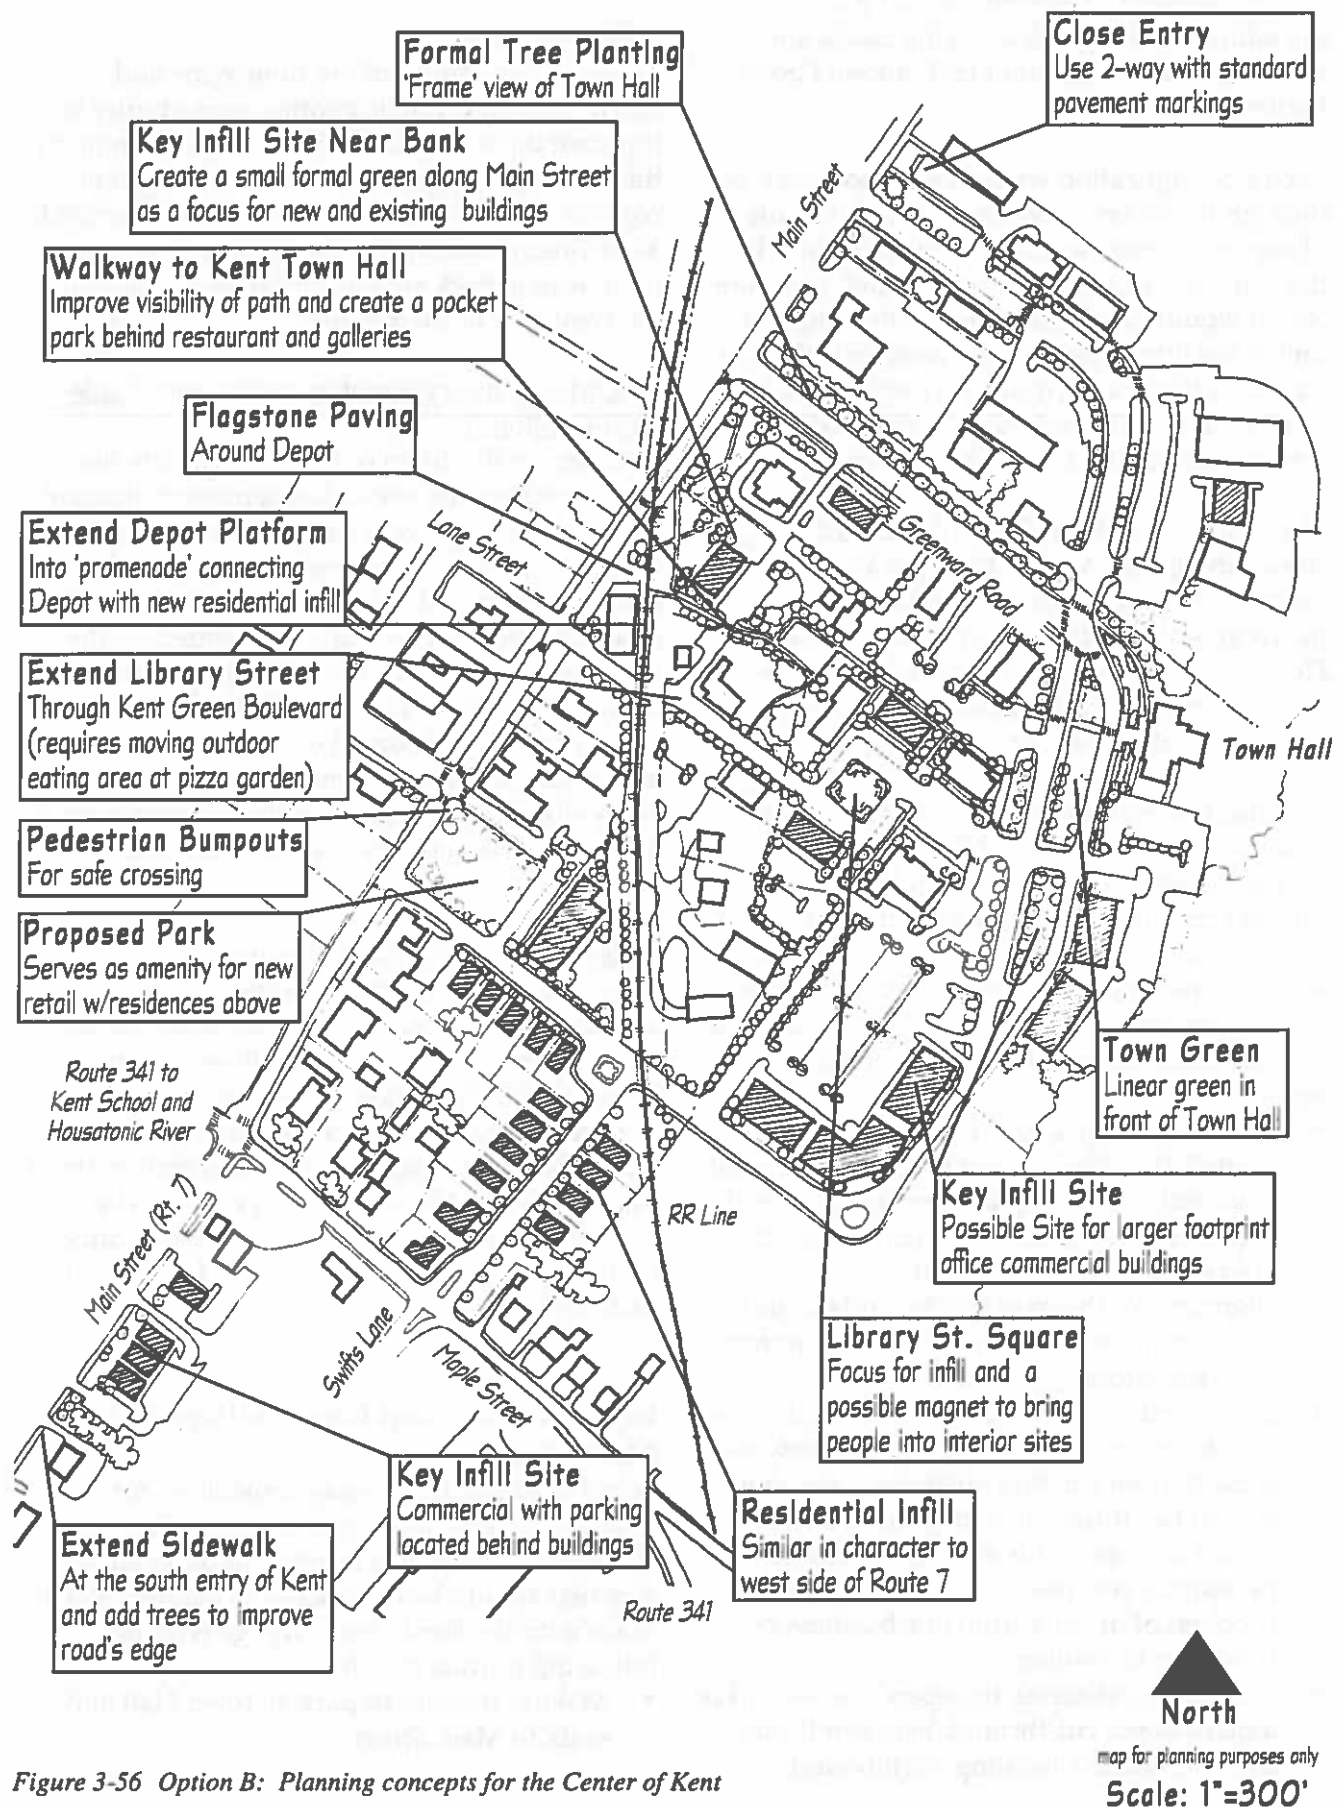 Formal Tree Planting
'Frame' view of Town Hall
Close Entry
Use 2-way with standard
pavement markings
Key Infill Site Near Bank
Create a small formal green along Main Street
as a focus for new and existing buildings
Main Street
Walkway to Kent Town Hall
Improve visibility of path and create a pocket
park behind restaurant and galleries
Flagstone Paving
Around Depot
Lane Street
Greenward Road
Extend Depot Platform
Into 'promenade' connecting
Depot with new residential infill
Extend Library Street
Through Kent Green Boulevard
(requires moving outdoor
eating area at pizza garden)
Town Hall
Pedestrian Bumpouts
For safe crossing
Proposed Park
Serves as amenity for new
retail w/residences above
Route 341 to
Kent School and
Housatonic River
Town Green
Linear green in
front of Town Hall
Key Infill Site
Possible Site for larger footprint
office commercial buildings
RR Line
Main Street (Rt. 7)
Swifts Lane
Maple Street
Library St. Square
Focus for infill and a
possible magnet to bring
people into interior sites
Key Infill Site
Commercial with parking
located behind buildings
Residential Infill
Similar in character to
west side of Route 7
Extend Sidewalk
At the south entry of Kent
and add trees to improve
road's edge
7
Route 341
North
map for planning purposes only
Scale: 1"=300'
Figure 3-56 Option B: Planning concepts for the Center of Kent